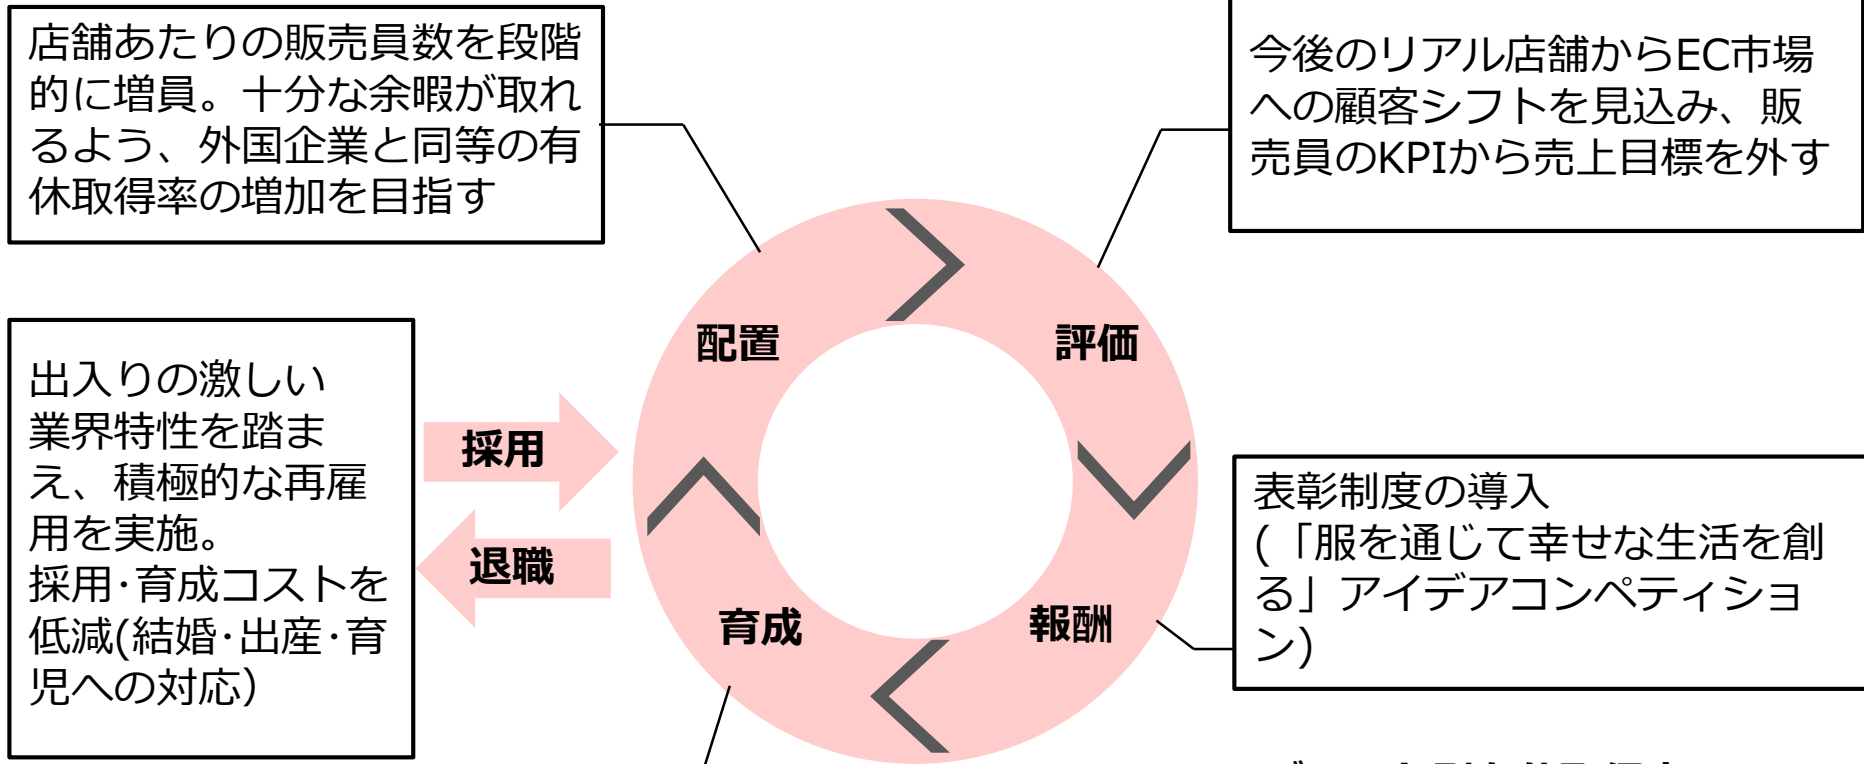 店舗あたりの販売員数を段階
的に増員。十分な余暇が取れ
るよう、外国企業と同等の有
休取得率の増加を目指す
今後のリアル店舗からEC市場
への顧客シフトを見込み、販
売員のKPIから売上目標を外す
配置
評価
出入りの激しい
業界特性を踏ま
え、積極的な再雇
用を実施。
採用･育成コストを
低減(結婚･出産･育
児への対応)
採用
退職
育成
報酬
表彰制度の導入
(「服を通じて幸せな生活を創
る」アイデアコンペティショ
ン)